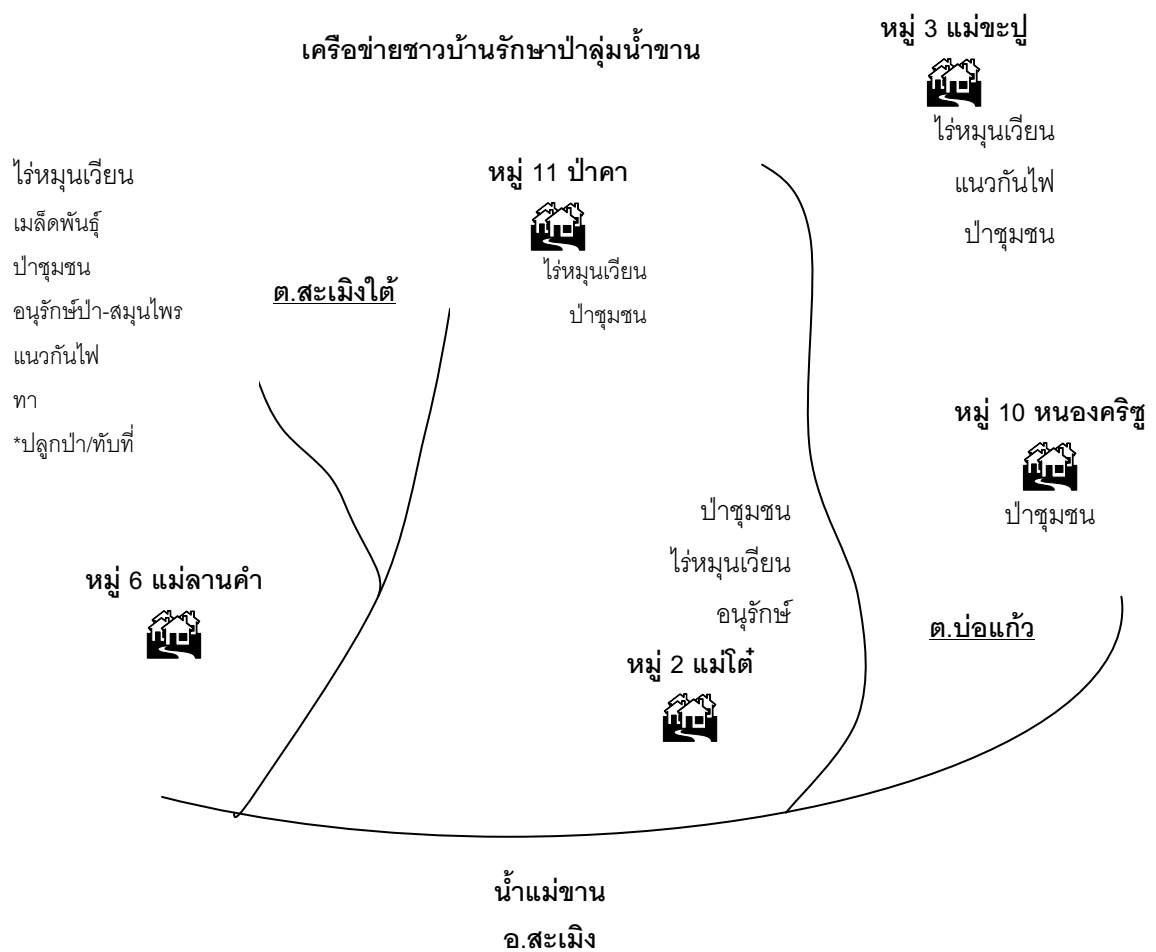 เครือข่ายชาวบ้านรักษาป่าลุ่มน้ำขาน
หมู่ 3 แม่ขะปู
ไร่หมุนเวียน
แนวกันไฟ
ป่าชุมชน
ไร่หมุนเวียน
เมล็ดพันธุ์
ป่าชุมชน
อนุรักษ์ป่า-สมุนไพร
แนวกันไฟ
ทา
*ปลูกป่า/ทับที่
ต.สะเมิงใต้
หมู่ 11 ป่าคา
ไร่หมุนเวียน
ป่าชุมชน
หมู่ 10 หนองคริซู
ป่าชุมชน
หมู่ 6 แม่ลานคำ
ป่าชุมชน
ไร่หมุนเวียน
อนุรักษ์
หมู่ 2 แม่โต๋
ต.บ่อแก้ว
น้ำแม่ขาน
อ.สะเมิง